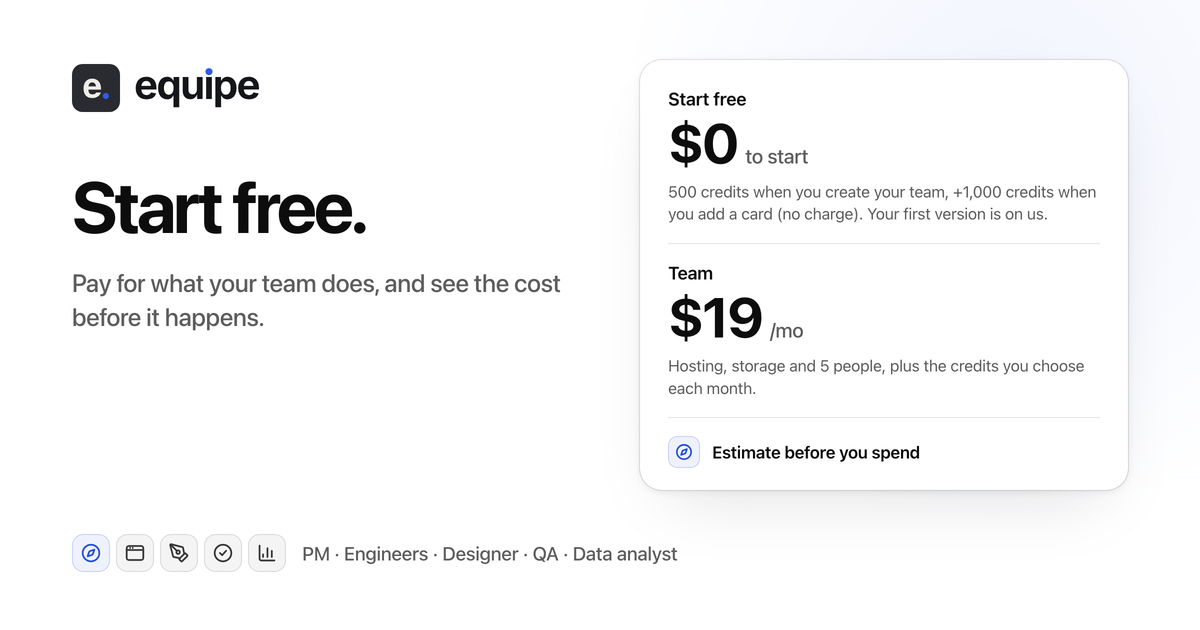 e.
equipe
Start free.
Pay for what your team does, and see the cost
before it happens.
Start free
$0 to start
500 credits when you create your team, +1,000 credits when
you add a card (no charge). Your first version is on us.
Team
$19 /mo
Hosting, storage and 5 people, plus the credits you choose
each month.
Estimate before you spend
PM · Engineers · Designer · QA · Data analyst